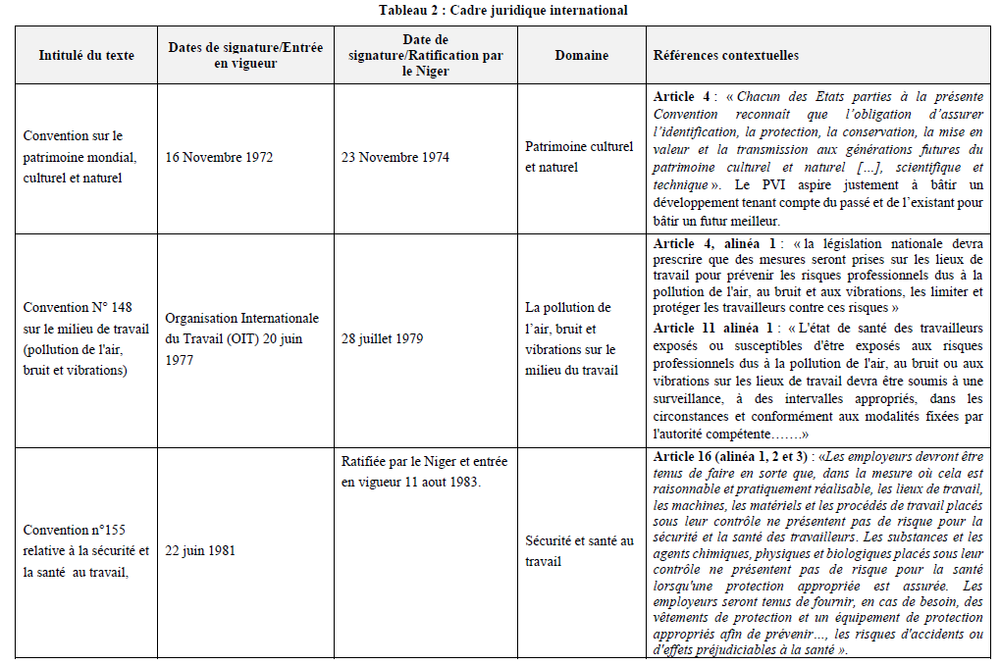 Tableau 2 : Cadre juridique international
Intitulé du texte
Dates de signature/Entrée
en vigueur
Date de
signature/Ratification par
le Niger
Domaine
Références contextuelles
Convention sur le
patrimoine mondial,
culturel et naturel
16 Novembre 1972
23 Novembre 1974
Patrimoine culturel
et naturel
Article 4 : « Chacun des Etats parties à la présente
Convention reconnaît que l’obligation d’assurer
l’identification, la protection, la conservation, la mise en
valeur et la transmission aux générations futures du
patrimoine culturel et naturel […], scientifique et
technique ». Le PVI aspire justement à bâtir un
développement tenant compte du passé et de l’existant pour
bâtir un futur meilleur.
Convention N° 148
sur le milieu de travail
(pollution de l'air,
bruit et vibrations)
Organisation Internationale
du Travail (OIT) 20 juin
1977
28 juillet 1979
La pollution de
l’air, bruit et
vibrations sur le
milieu du travail
Article 4, alinéa 1 : « la législation nationale devra
prescrire que des mesures seront prises sur les lieux de
travail pour prévenir les risques professionnels dus à la
pollution de l'air, au bruit et aux vibrations, les limiter et
protéger les travailleurs contre ces risques »
Article 11 alinéa 1 : « L'état de santé des travailleurs
exposés ou susceptibles d'être exposés aux risques
professionnels dus à la pollution de l'air, au bruit ou aux
vibrations sur les lieux de travail devra être soumis à une
surveillance, à des intervalles appropriés, dans les
circonstances et conformément aux modalités fixées par
l'autorité compétente…….»
Convention n°155
relative à la sécurité et
la santé au travail,
22 juin 1981
Ratifiée par le Niger et entrée
en vigueur 11 aout 1983.
Sécurité et santé au
travail
Article 16 (alinéa 1, 2 et 3) : «Les employeurs devront être
tenus de faire en sorte que, dans la mesure où cela est
raisonnable et pratiquement réalisable, les lieux de travail,
les machines, les matériels et les procédés de travail placés
sous leur contrôle ne présentent pas de risque pour la
sécurité et la santé des travailleurs. Les substances et les
agents chimiques, physiques et biologiques placés sous leur
contrôle ne présentent pas de risque pour la santé
lorsqu'une protection appropriée est assurée. Les
employeurs seront tenus de fournir, en cas de besoin, des
vêtements de protection et un équipement de protection
appropriés afin de prévenir…, les risques d'accidents ou
d'effets préjudiciables à la santé ».